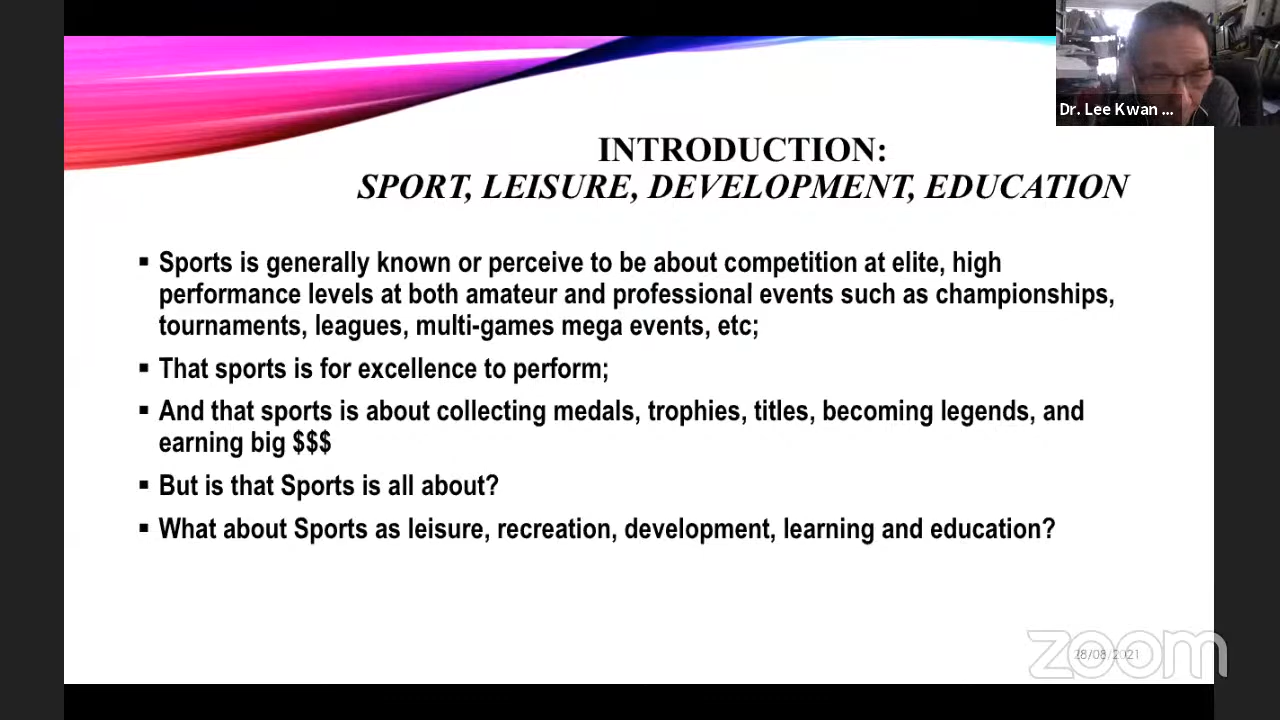 Dr. Lee Kwan ...
INTRODUCTION:
SPORT, LEISURE, DEVELOPMENT, EDUCATION
▪ Sports is generally known or perceive to be about competition at elite, high
performance levels at both amateur and professional events such as championships,
tournaments, leagues, multi-games mega events, etc;
▪ That sports is for excellence to perform;
▪ And that sports is about collecting medals, trophies, titles, becoming legends, and
earning big $$$
▪ But is that Sports is all about?
▪ What about Sports as leisure, recreation, development, learning and education?
zoom
28/08/2021